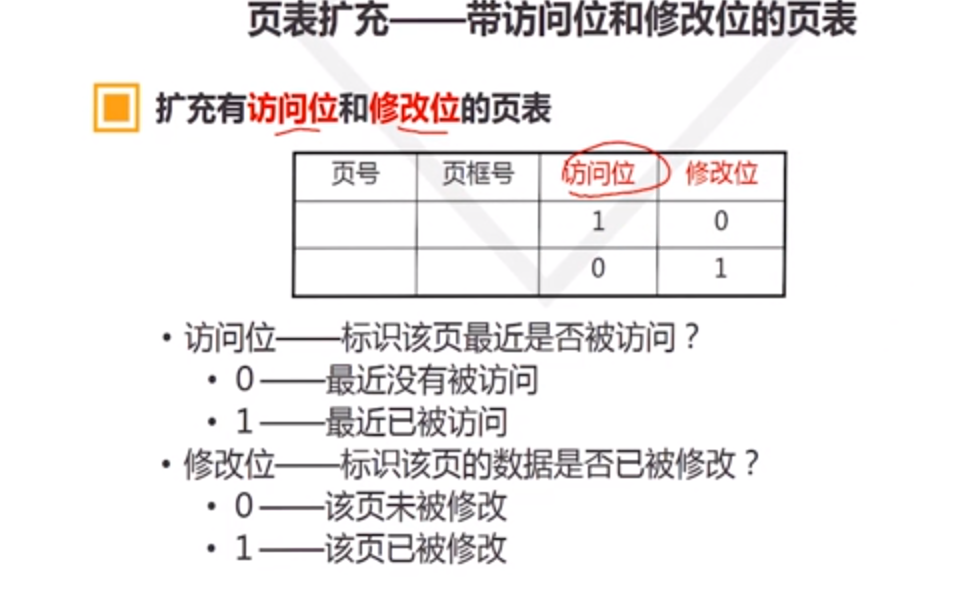 页表扩充——带访问位和修改位的页表
扩充有访问位和修改位的页表
页号 页框号 访问位 修改位
1 0
0 1
• 访问位——标识该页最近是否被访问？
• 0——最近没有被访问
• 1——最近已被访问
• 修改位——标识该页的数据是否已被修改？
• 0——该页未被修改
• 1——该页已被修改